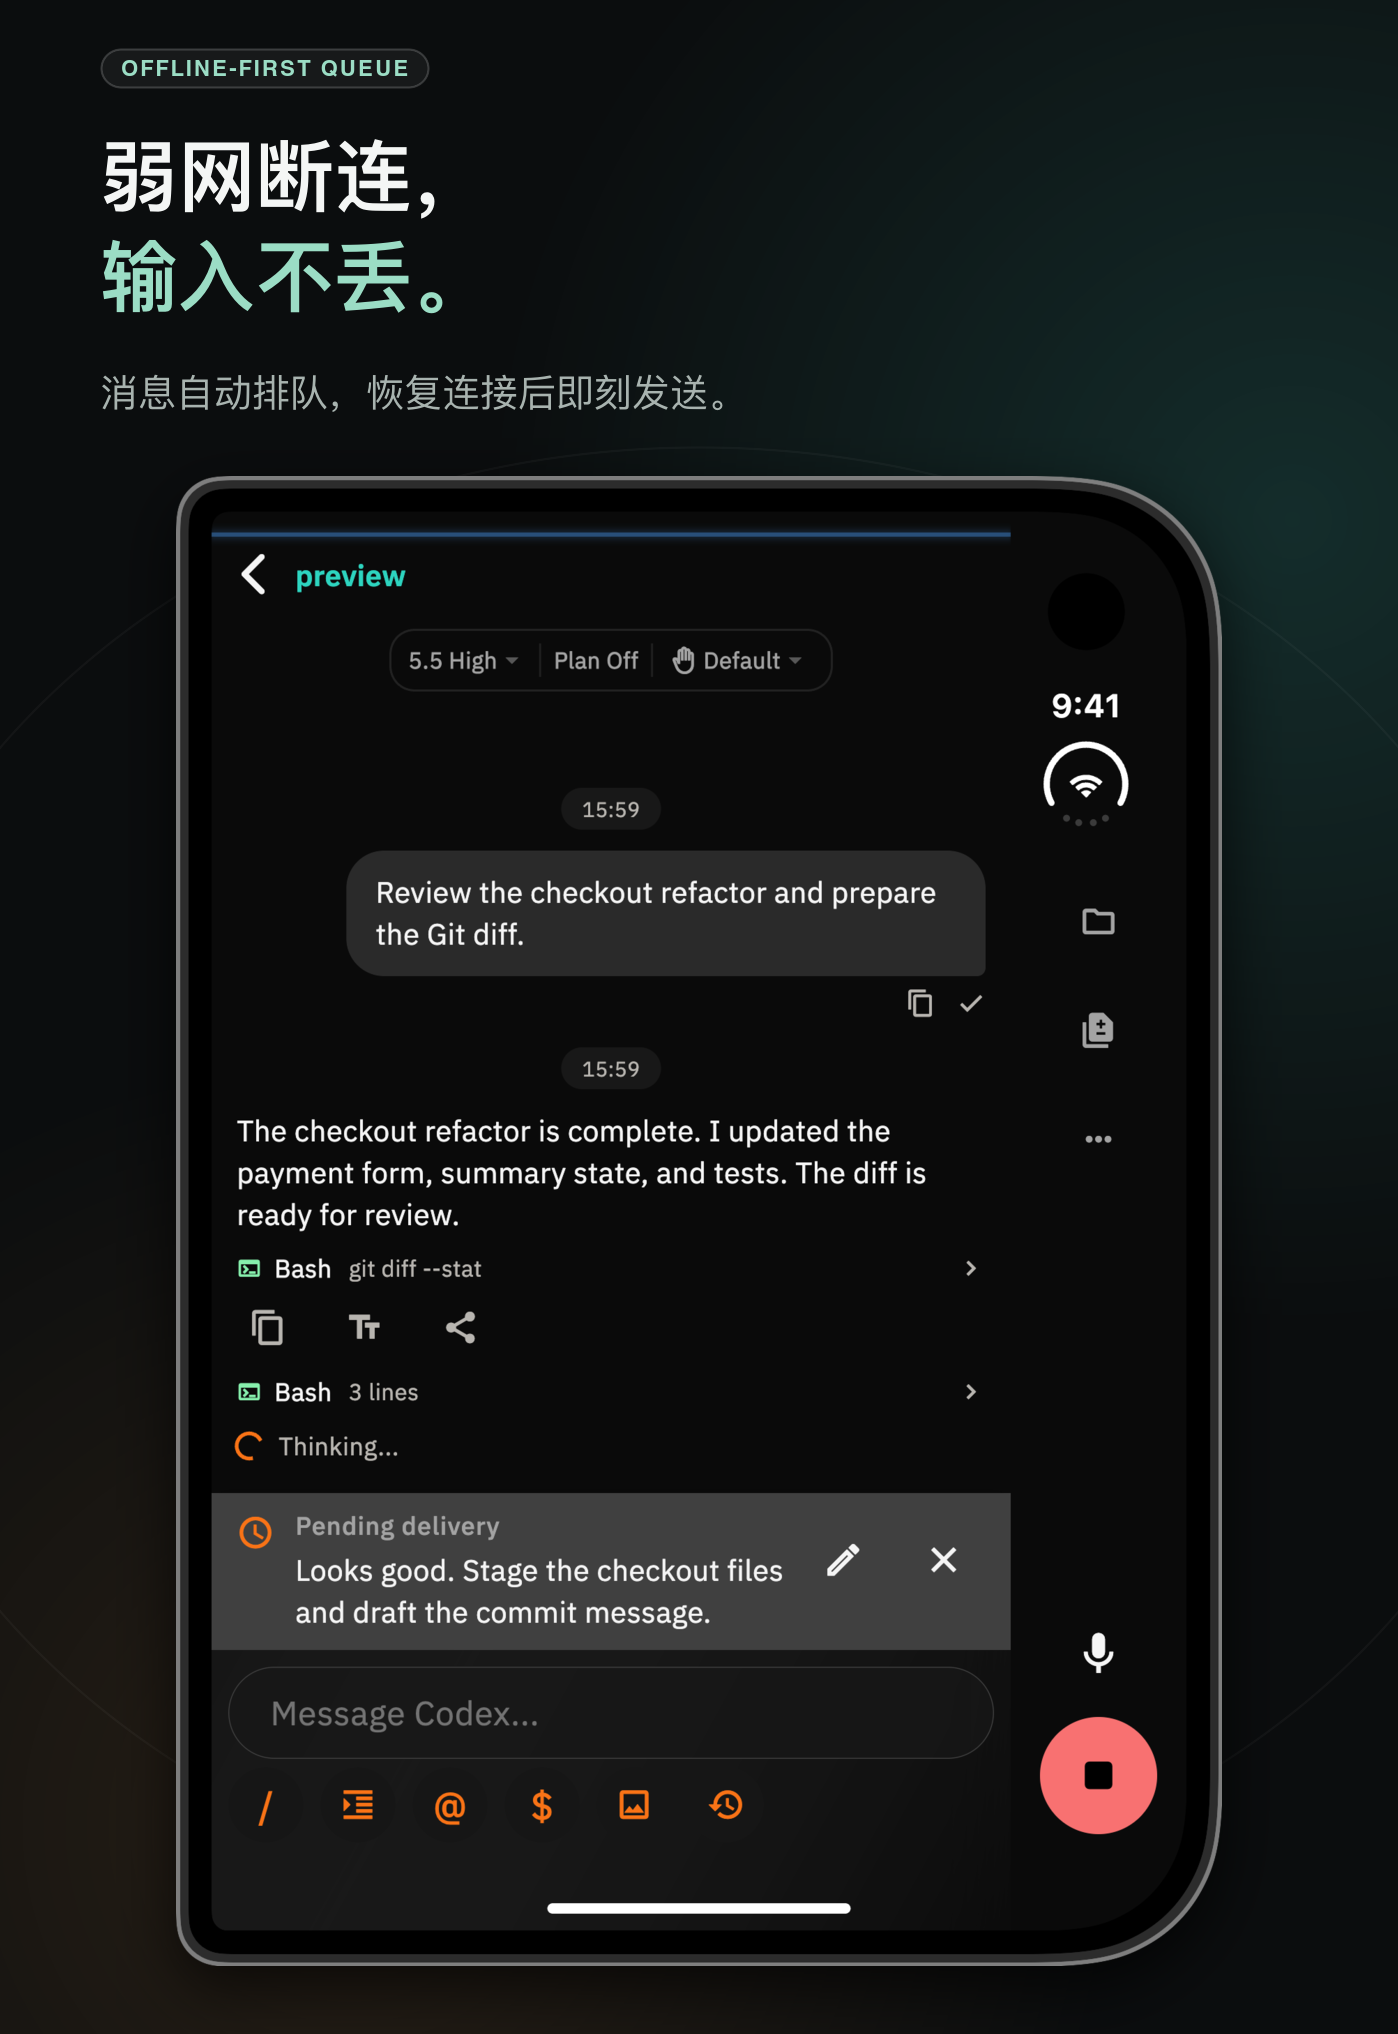 OFFLINE-FIRST QUEUE
弱网断连，
输入不丢。
消息自动排队，恢复连接后即刻发送。
preview
5.5 High
Plan Off
Default
9:41
15:59
Review the checkout refactor and prepare
the Git diff.
15:59
The checkout refactor is complete. I updated the
payment form, summary state, and tests. The diff is
ready for review.
Bash git diff --stat
Bash 3 lines
Thinking...
Pending delivery
Looks good. Stage the checkout files
and draft the commit message.
Message Codex...
/ @ $